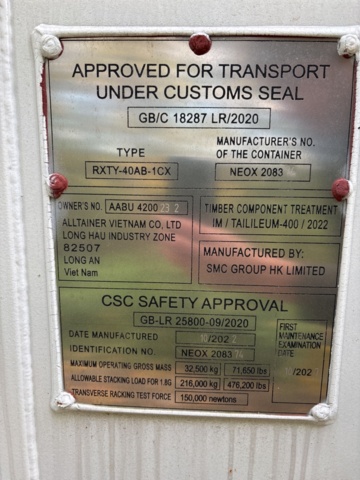 APPROVED FOR TRANSPORT
UNDER CUSTOMS SEAL
GB/C 18287 LR/2020
TYPE
RXTY-40AB-1CX
MANUFACTURER'S NO.
OF THE CONTAINER
NEOX 2083
OWNER'S NO. AABU 4200
ALLTAINER VIETNAM CO, LTD
LONG HAU INDUSTRY ZONE
82507
LONG AN
Viet Nam
TIMBER COMPONENT TREATMENT
IM / TAILILEUM-400 / 2022
MANUFACTURED BY:
SMC GROUP HK LIMITED
CSC SAFETY APPROVAL
GB-LR 25800-09/2020
DATE MANUFACTURED
IDENTIFICATION NO. NEOX 2083
MAXIMUM OPERATING GROSS MASS 32,500 kg 71,650 lbs
ALLOWABLE STACKING LOAD FOR 1.8G 216,000 kg 476,200 lbs
TRANSVERSE RACKING TEST FORCE 150,000 newtons
FIRST
MAINTENANCE
EXAMINATION
DATE